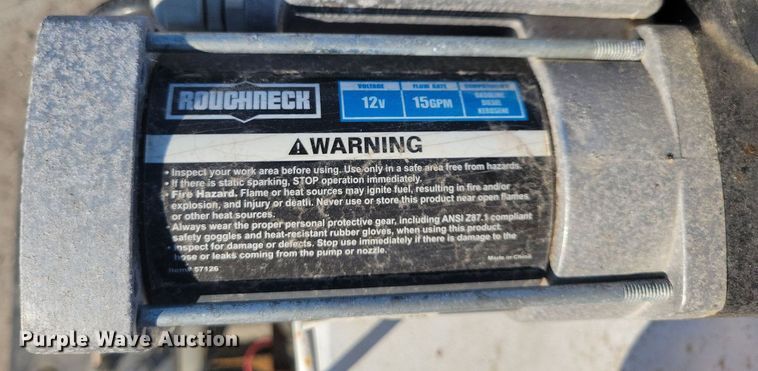 ROUGHNECK
VOLTAGE
12V
FLOW RATE
15GPM
GASOLINE
DIESEL
KEROSENE
WARNING
• Inspect your work area before using. Use only in a safe area free from hazards.
• If there is static sparking, STOP operation immediately.
• Fire Hazard. Flame or heat sources may ignite fuel, resulting in fire and/or
explosion, and injury or death. Never use or store this product near open flames
or other heat sources.
• Always wear the proper personal protective gear, including ANSI Z87.1 compliant
safety goggles and heat-resistant rubber gloves, when using this product.
• Inspect for damage or defects. Stop use immediately if there is damage to the
hose or leaks coming from the pump or nozzle.
Item# 57126
Made in China
Purple Wave Auction